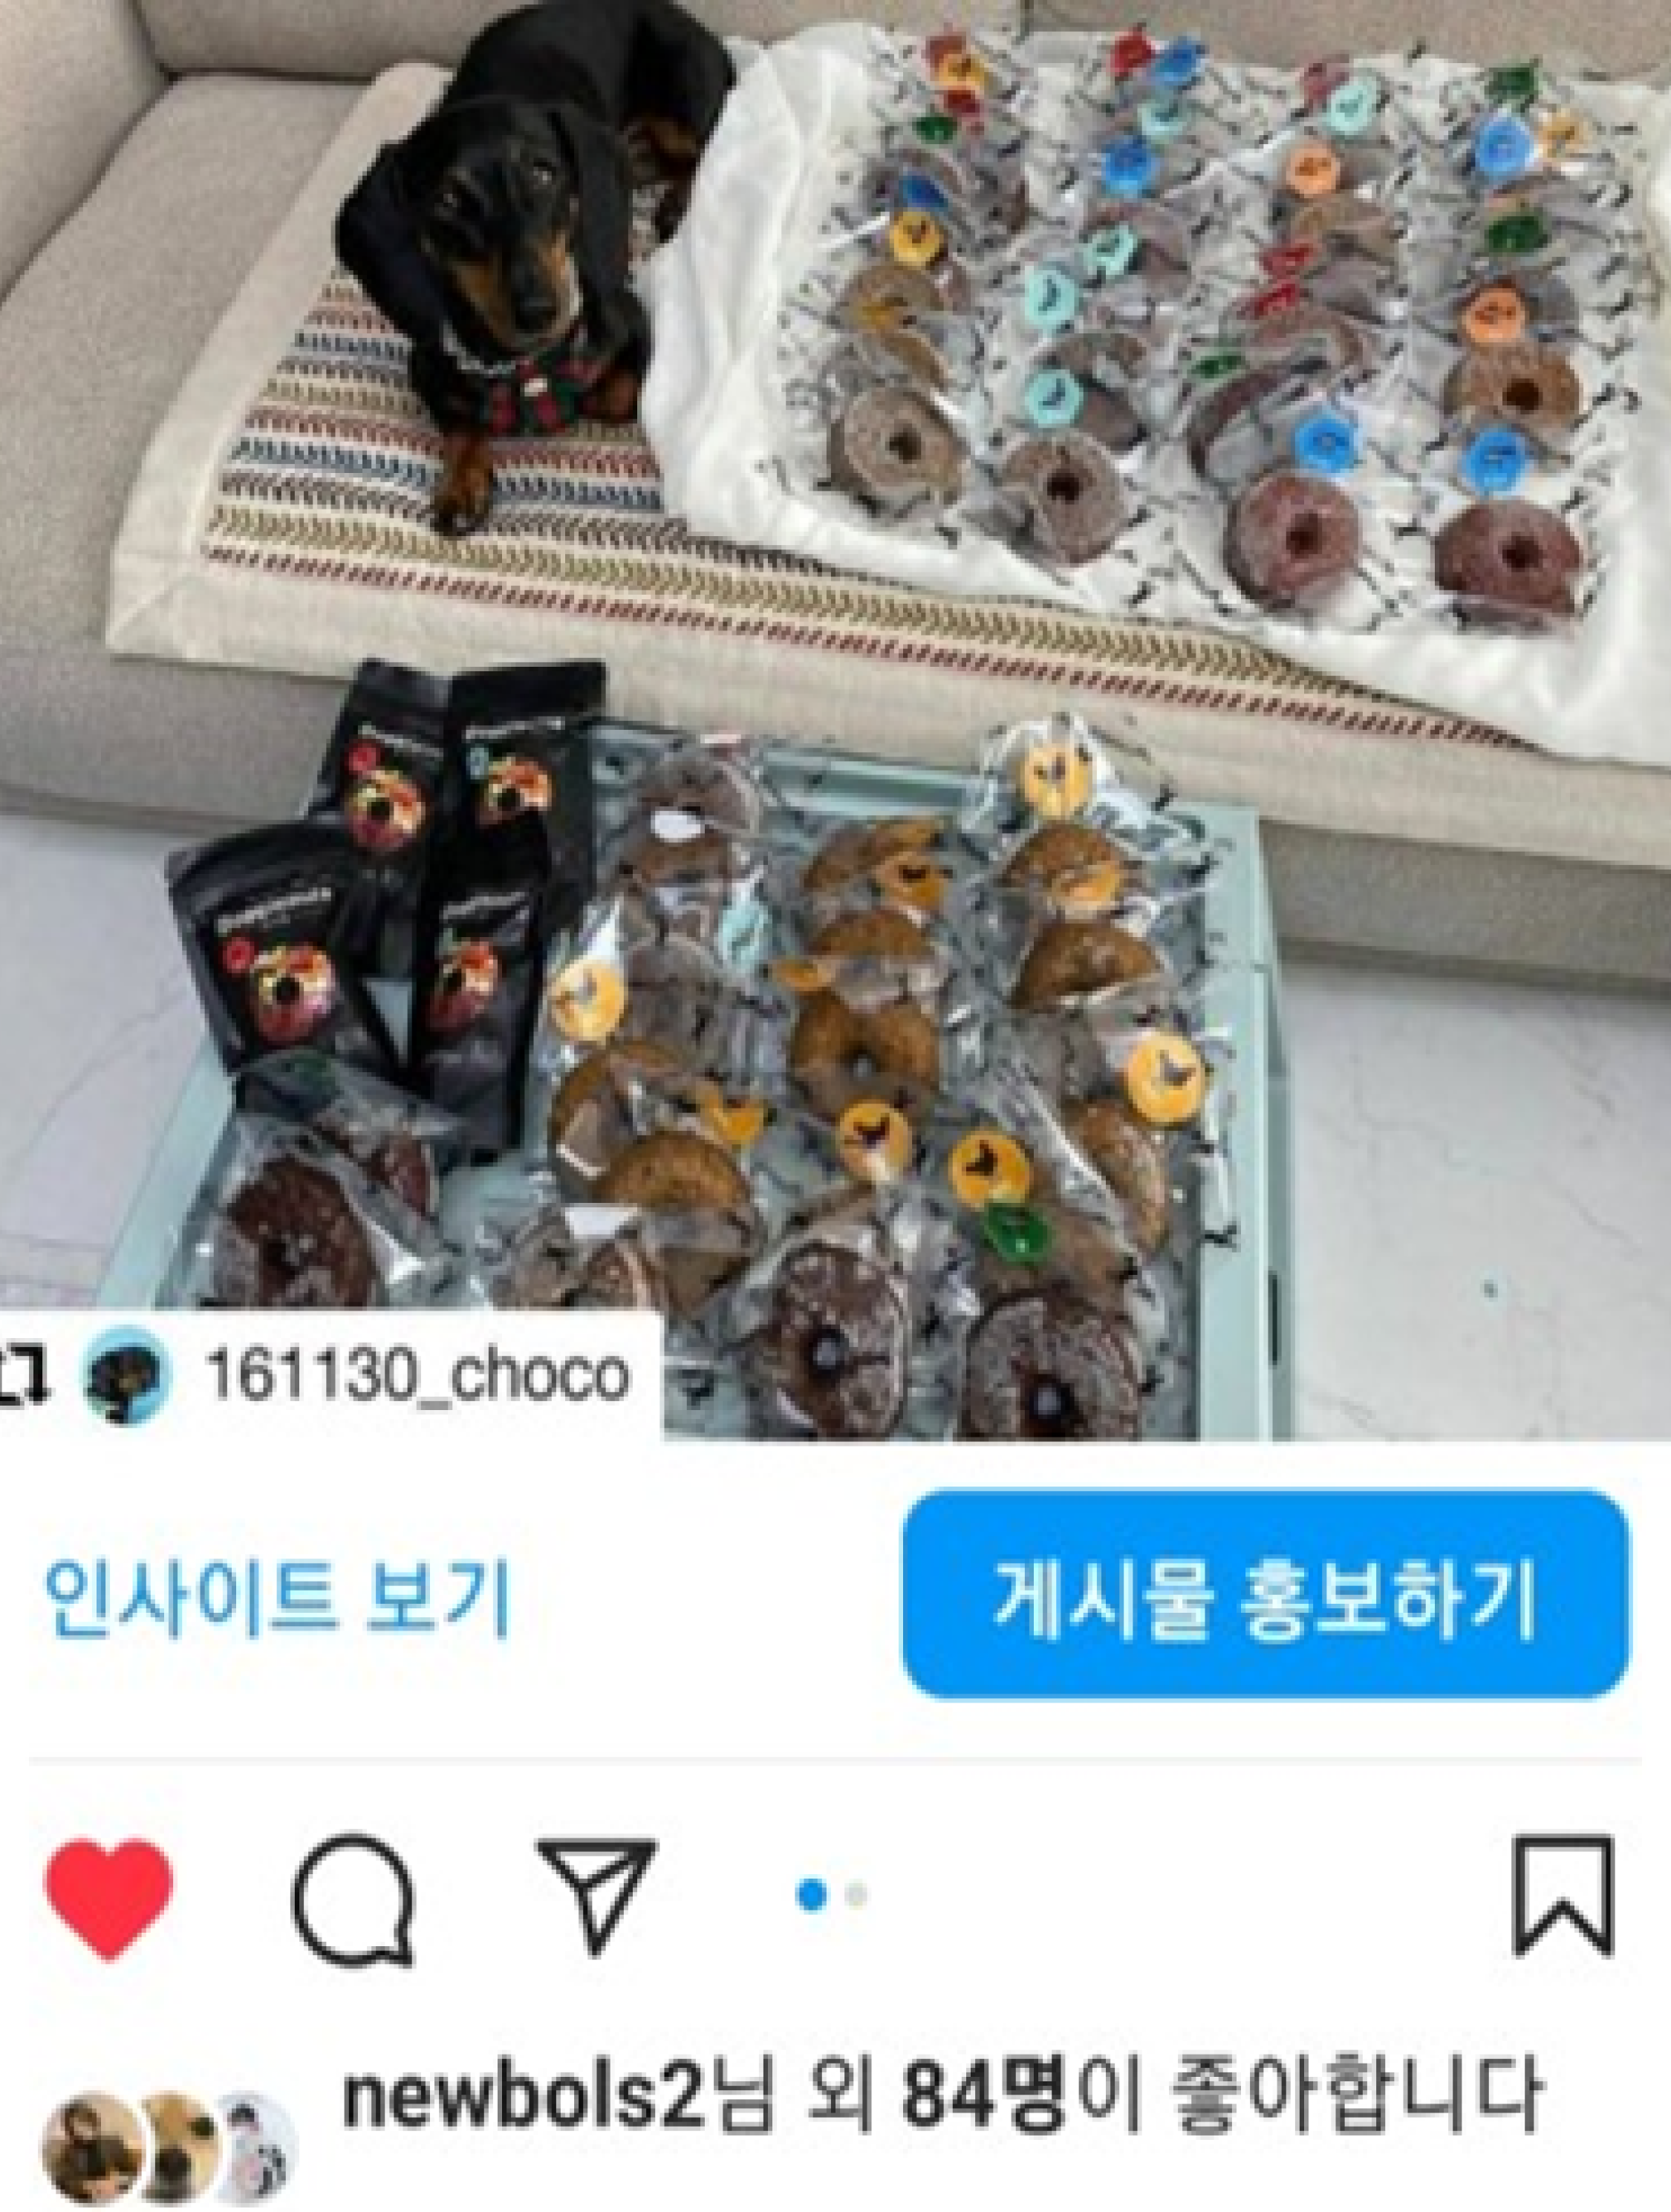 161130_choco
인사이트 보기
게시물 홍보하기
newbols2님 외 84명이 좋아합니다